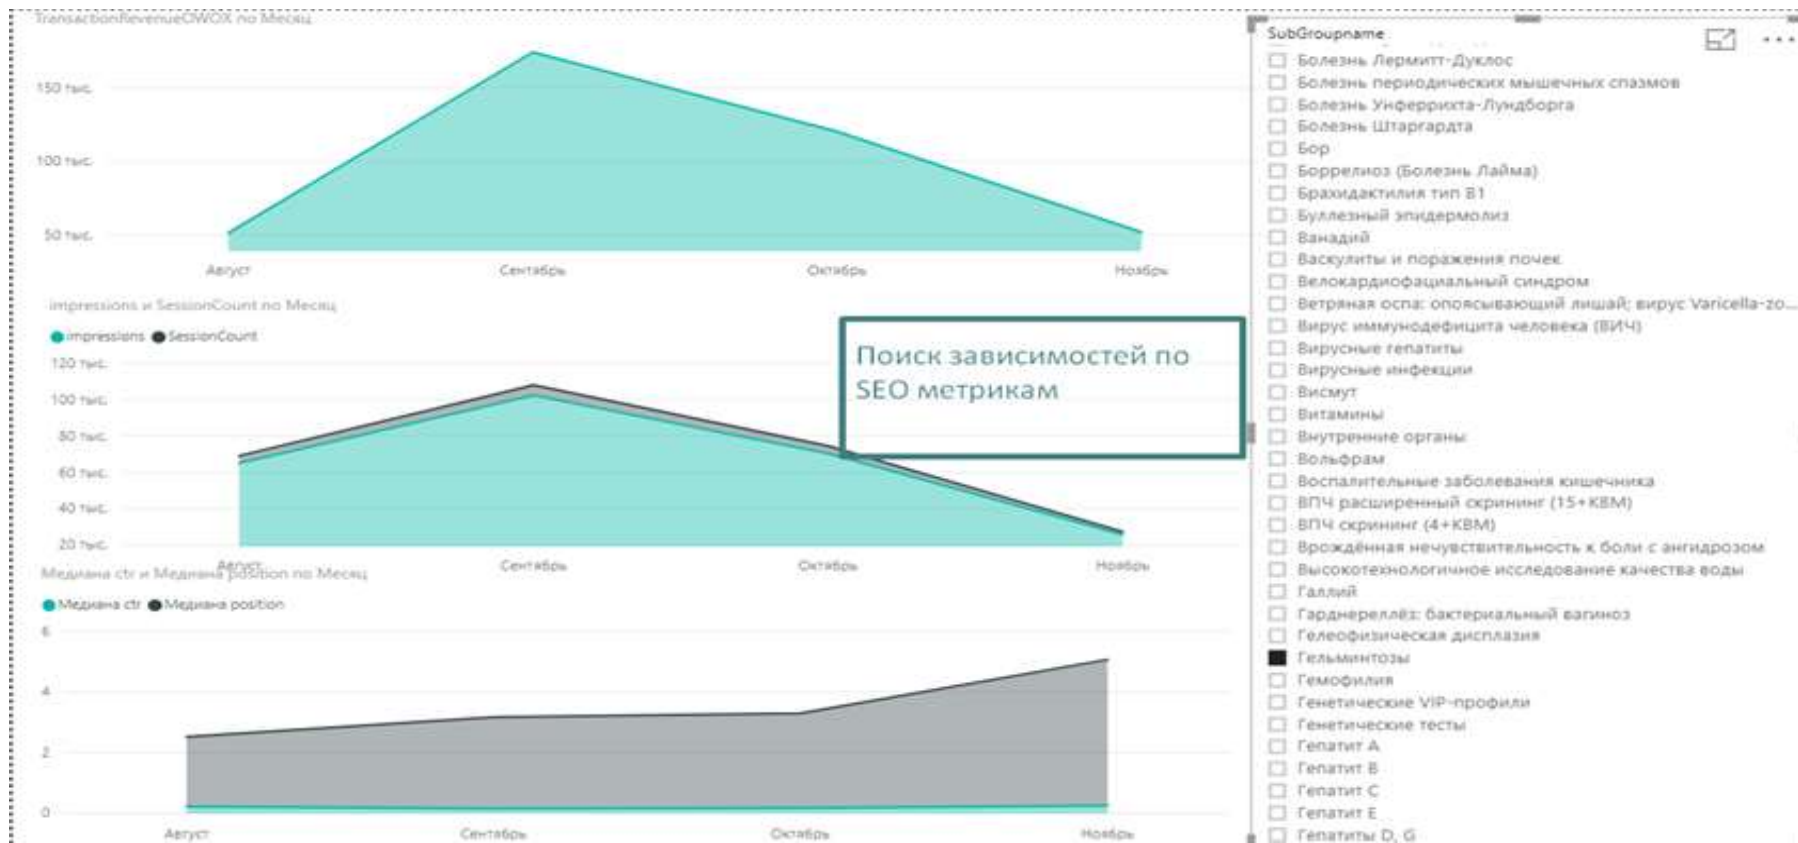 TransactionRevenueOWOX по Месяц
150 тыс.
100 тыс.
50 тыс.
Август
Сентябрь
Октябрь
Ноябрь
impressions и SessionCount по Месяц
impressions
SessionCount
120 тыс.
100 тыс.
80 тыс.
60 тыс.
40 тыс.
20 тыс.
Август
Сентябрь
Октябрь
Ноябрь
Поиск зависимостей по
SEO метрикам
Медиана ctr и Медиана position по Месяц
Медиана ctr
Медиана position
6
4
2
0
Август
Сентябрь
Октябрь
Ноябрь
SubGroupname
Болезнь Лермитт-Дуклос
Болезнь периодических мышечных спазмов
Болезнь Унферрихта-Лундборга
Болезнь Штаргардта
Бор
Боррелиоз (Болезнь Лайма)
Брахидактилия тип B1
Буллезный эпидермолиз
Ванадий
Васкулиты и поражения почек
Велокардиофациальный синдром
Ветряная оспа: опоясывающий лишай; вирус Varicella-zo...
Вирус иммунодефицита человека (ВИЧ)
Вирусные гепатиты
Вирусные инфекции
Висмут
Витамины
Внутренние органы
Вольфрам
Воспалительные заболевания кишечника
ВПЧ расширенный скрининг (15+КВМ)
ВПЧ скрининг (4+КВМ)
Врождённая нечувствительность к боли с ангидрозом
Высокотехнологичное исследование качества воды
Галлий
Гарднереллёз: бактериальный вагиноз
Гелеофизическая дисплазия
Гельминтозы
Гемофилия
Генетические VIP-профили
Генетические тесты
Гепатит A
Гепатит B
Гепатит C
Гепатит E
Гепатиты D, G